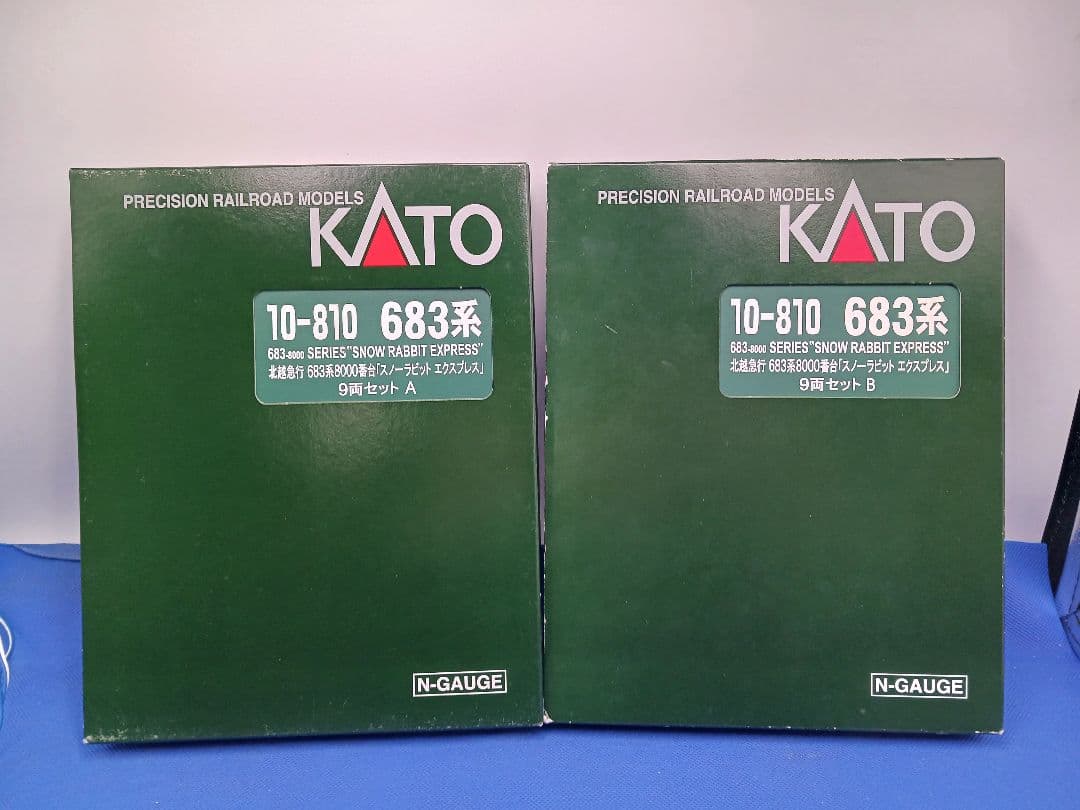 PRECISION RAILROAD MODELS
KATO
10-810 683系
683-8000 SERIES"SNOW RABBIT EXPRESS"
北越急行 683系8000番台「スノーラビット エクスプレス」
9両セット A
N-GAUGE
PRECISION RAILROAD MODELS
KATO
10-810 683系
683-8000 SERIES"SNOW RABBIT EXPRESS"
北越急行 683系8000番台「スノーラビット エクスプレス」
9両セット B
N-GAUGE